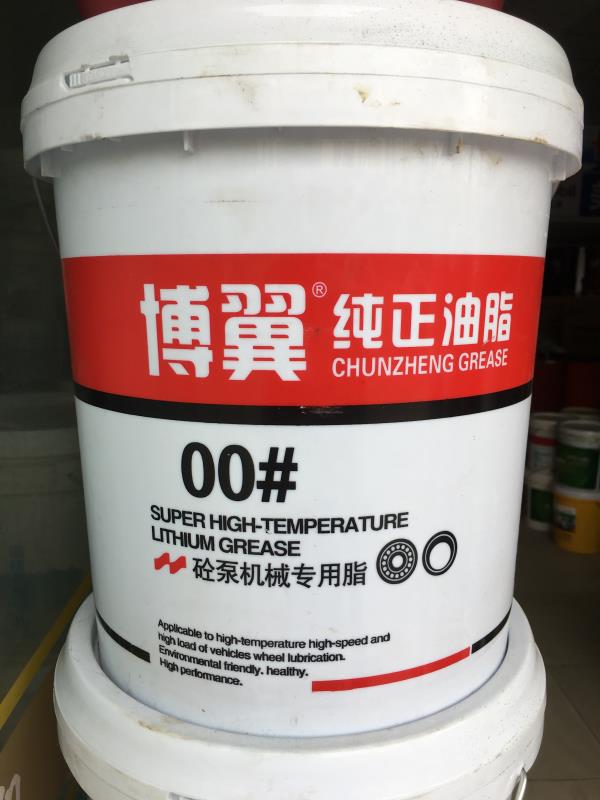 博翼® 纯正油脂
CHUNZHENG GREASE
00#
SUPER HIGH-TEMPERATURE
LITHIUM GREASE
砼泵机械专用脂
Applicable to high-temperature high-speed and
high load of vehicles wheel lubrication.
Environmental friendly. healthy.
High performance.